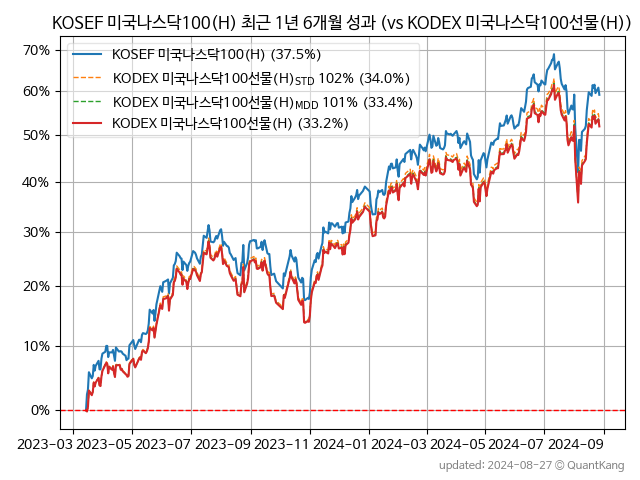 KOSEF 미국나스닥100(H) 최근 1년 6개월 성과 (vs KODEX 미국나스닥100선물(H))
KOSEF 미국나스닥100(H) (37.5%)
KODEX 미국나스닥100선물(H)STD 102% (34.0%)
KODEX 미국나스닥100선물(H)MDD 101% (33.4%)
KODEX 미국나스닥100선물(H) (33.2%)
70%
60%
50%
40%
30%
20%
10%
0%
2023-03 2023-05 2023-07 2023-09 2023-11 2024-01 2024-03 2024-05 2024-07 2024-09
updated: 2024-08-27 © QuantKang